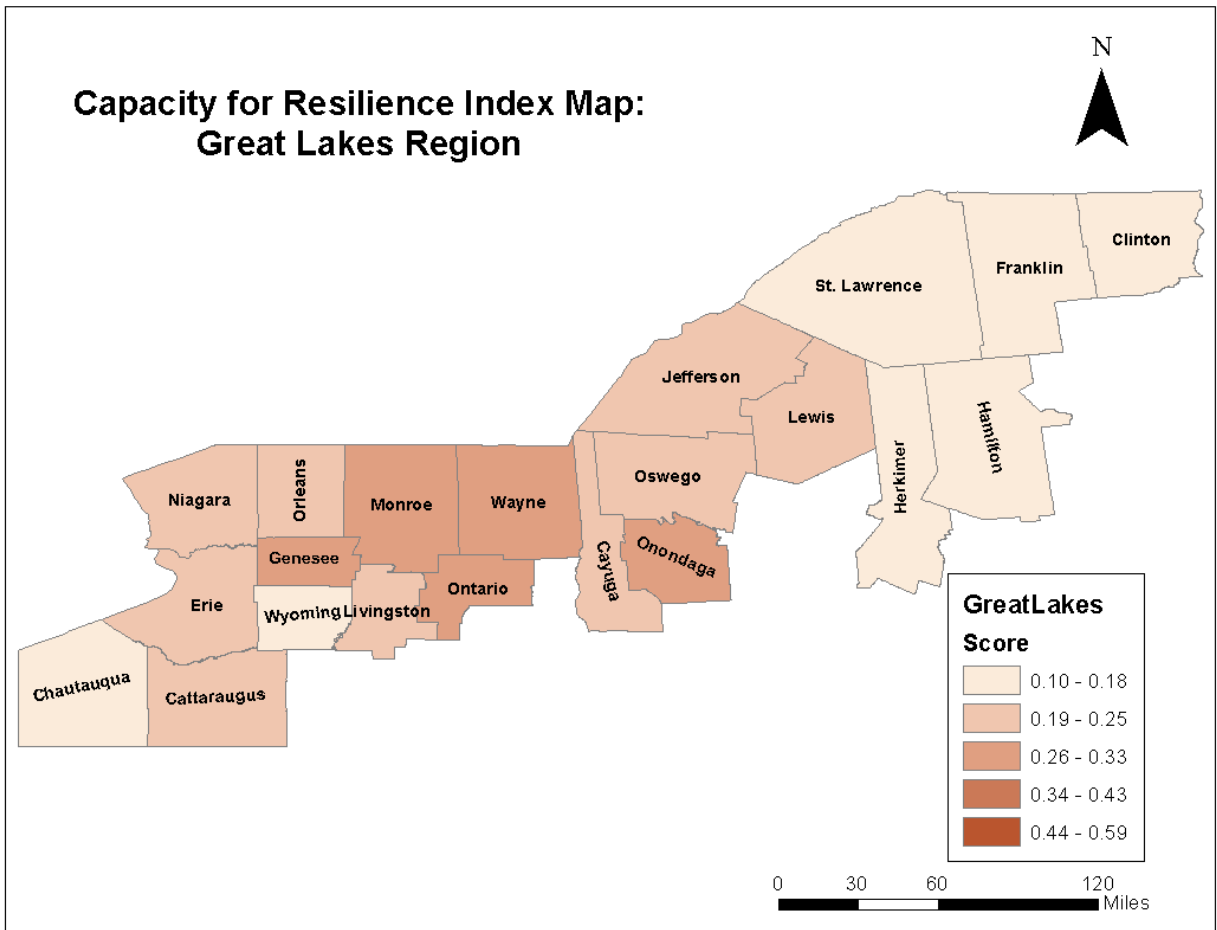 Capacity for Resilience Index Map:
Great Lakes Region
N
Clinton
Franklin
St. Lawrence
Jefferson
Lewis
Hamilton
Herkimer
Oswego
Niagara
Orleans
Monroe
Wayne
Genesee
Cayuga
Onondaga
Ontario
Erie
Wyoming
Livingston
Chautauqua
Cattaraugus
GreatLakes
Score
0.10 - 0.18
0.19 - 0.25
0.26 - 0.33
0.34 - 0.43
0.44 - 0.59
0 30 60 120
Miles